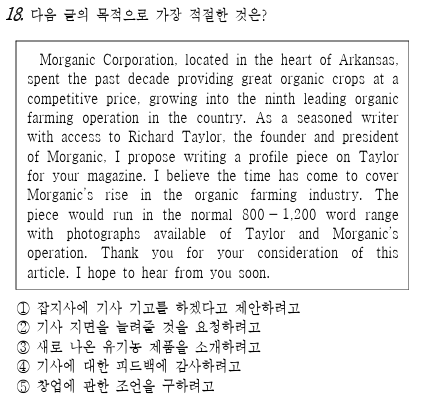 18. 다음 글의 목적으로 가장 적절한 것은?
Morganic Corporation, located in the heart of Arkansas,
spent the past decade providing great organic crops at a
competitive price, growing into the ninth leading organic
farming operation in the country. As a seasoned writer
with access to Richard Taylor, the founder and president
of Morganic, I propose writing a profile piece on Taylor
for your magazine. I believe the time has come to cover
Morganic's rise in the organic farming industry. The
piece would run in the normal 800－1,200 word range
with photographs available of Taylor and Morganic's
operation. Thank you for your consideration of this
article. I hope to hear from you soon.
① 잡지사에 기사 기고를 하겠다고 제안하려고
② 기사 지면을 늘려줄 것을 요청하려고
③ 새로 나온 유기농 제품을 소개하려고
④ 기사에 대한 피드백에 감사하려고
⑤ 창업에 관한 조언을 구하려고